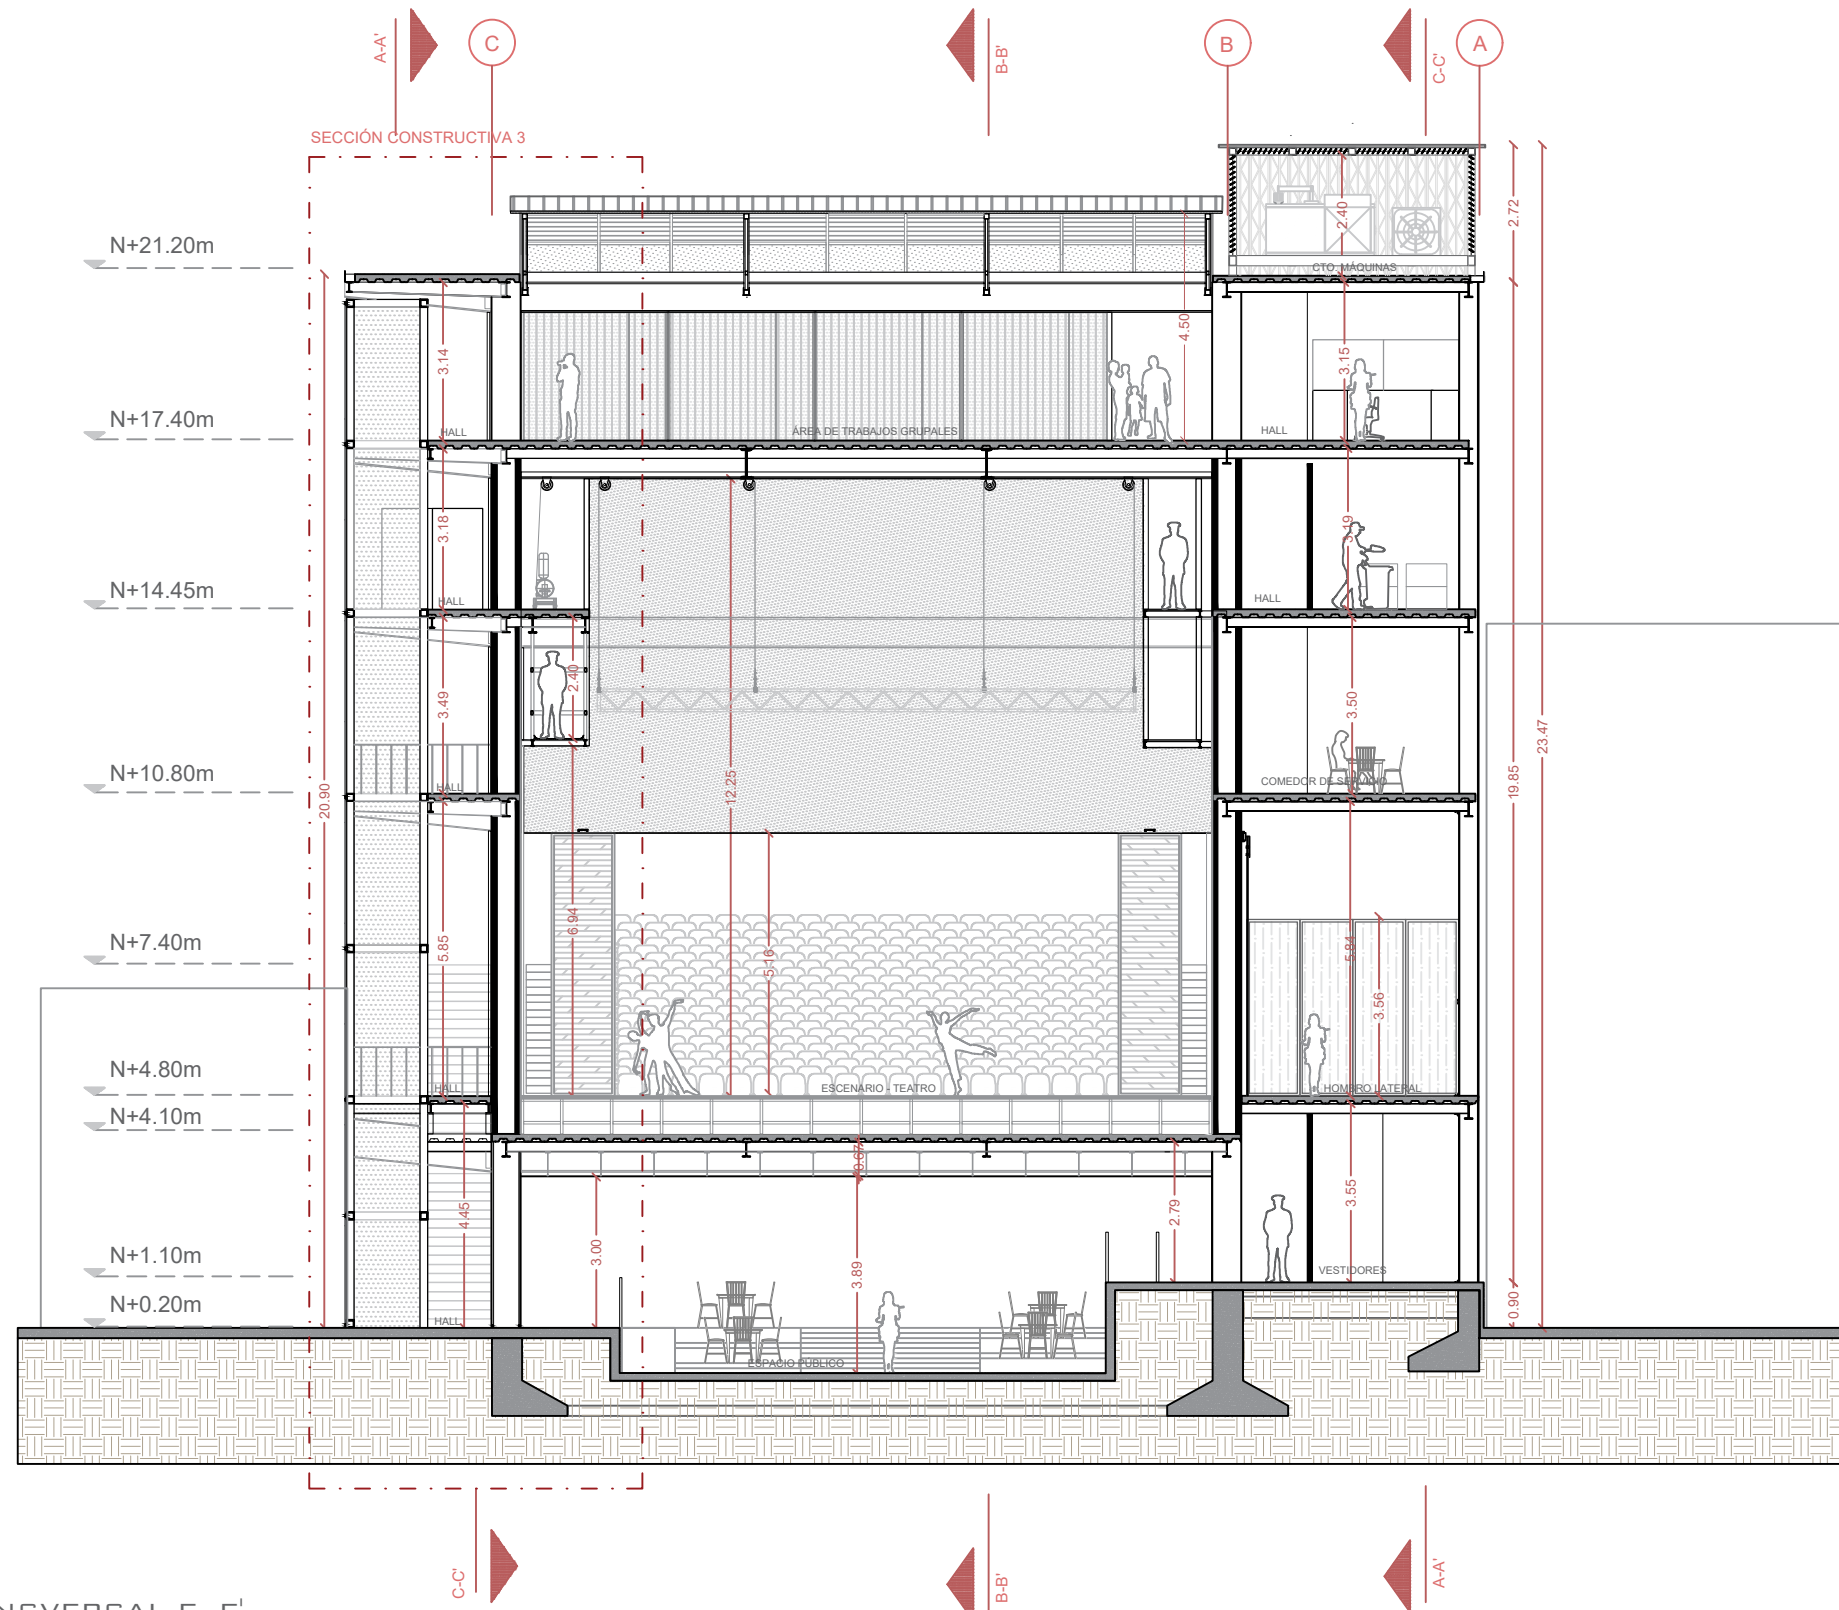 A-A'
C
B-B'
B
C-C'
A
SECCIÓN CONSTRUCTIVA 3
2.72
2.40
CTO. MÁQUINAS
N+21.20m
3.14
4.50
3.15
N+17.40m
HALL
ÁREA DE TRABAJOS GRUPALES
HALL
3.18
3.19
N+14.45m
HALL
HALL
2.40
3.49
3.50
23.47
N+10.80m
HALL
COMEDOR DE SERVICIO
20.90
12.25
19.85
N+7.40m
5.85
6.94
5.16
5.84
3.56
N+4.80m
HALL
ESCENARIO - TEATRO
HOMBRO LATERAL
N+4.10m
0.67
4.45
2.79
3.55
3.00
3.89
N+1.10m
VESTIDORES
N+0.20m
HALL
0.90
ESPACIO PÚBLICO
C-C'
B-B'
A-A'